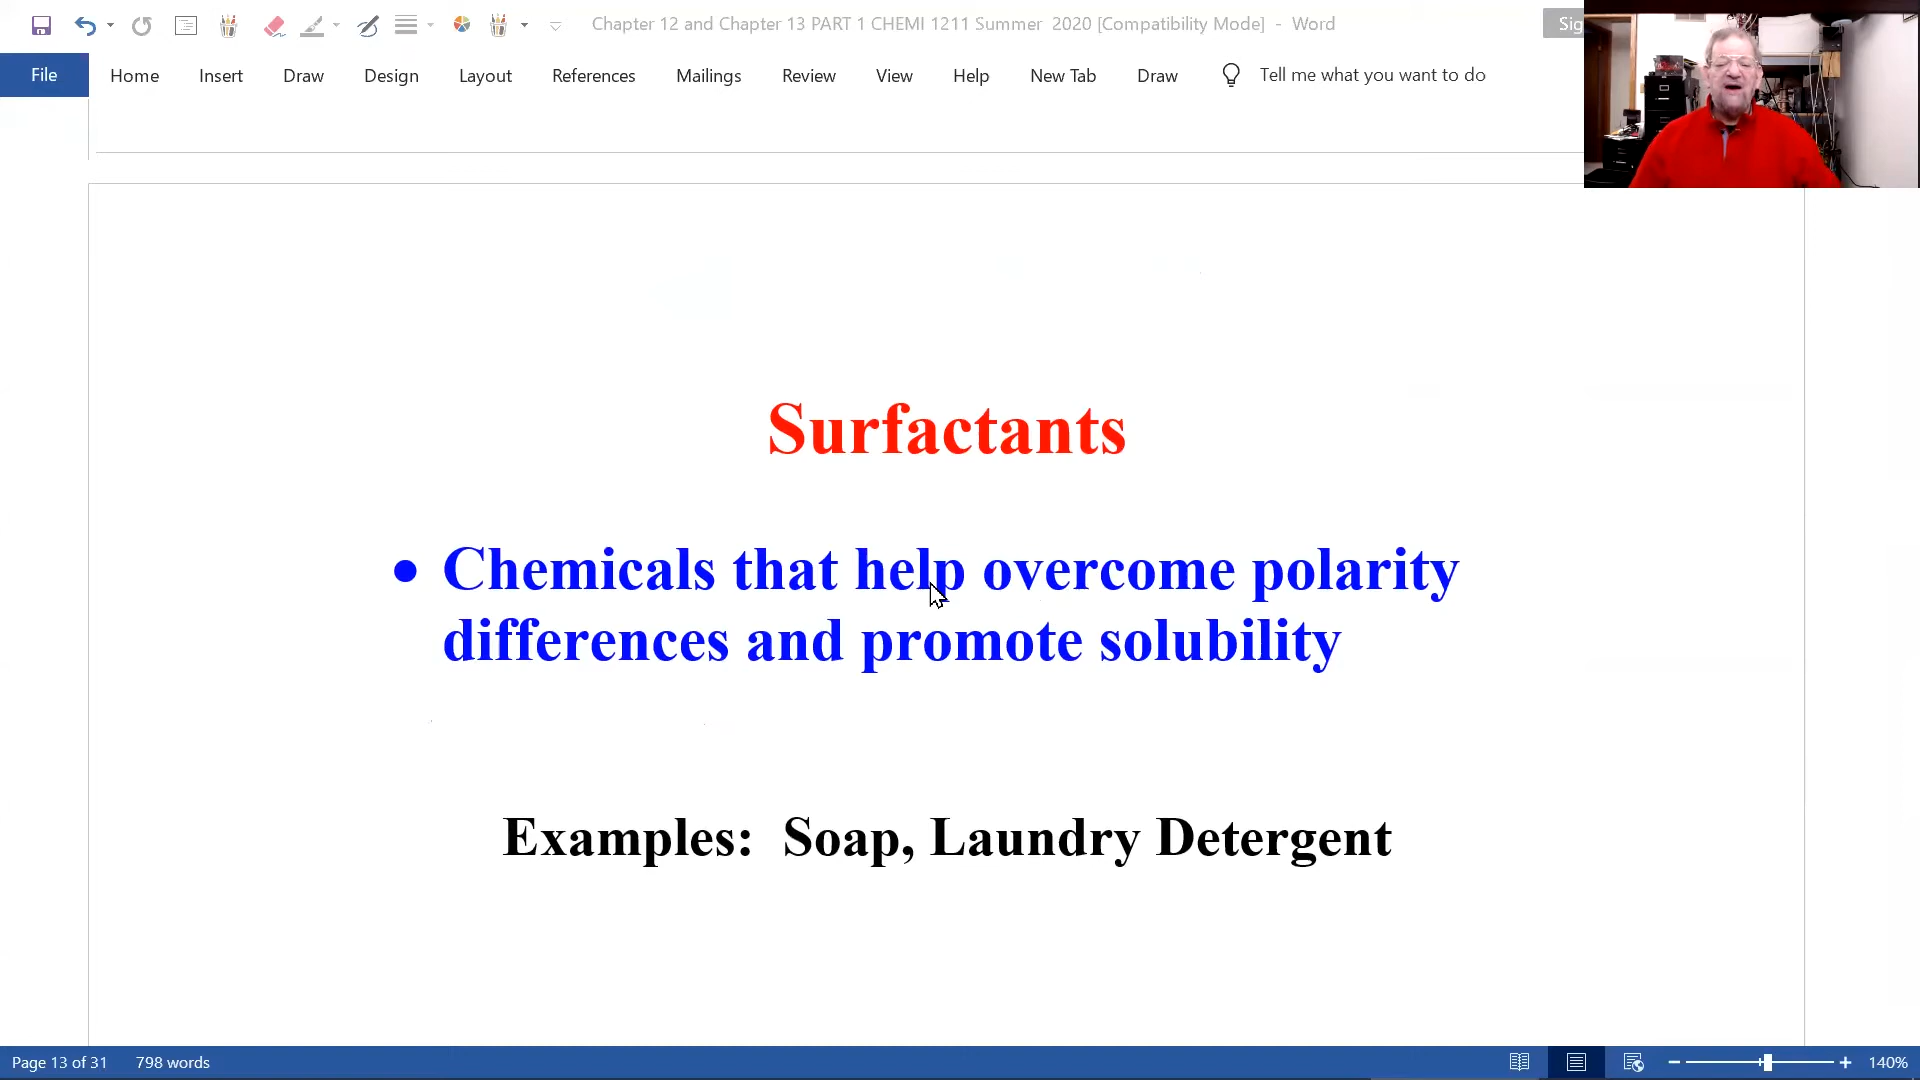 Chapter 12 and Chapter 13 PART 1 CHEMI 1211 Summer 2020 [Compatibility Mode] - Word
Sig
File Home Insert Draw Design Layout References Mailings Review View Help New Tab Draw Tell me what you want to do
Surfactants
• Chemicals that help overcome polarity
differences and promote solubility
Examples: Soap, Laundry Detergent
Page 13 of 31 798 words 140%